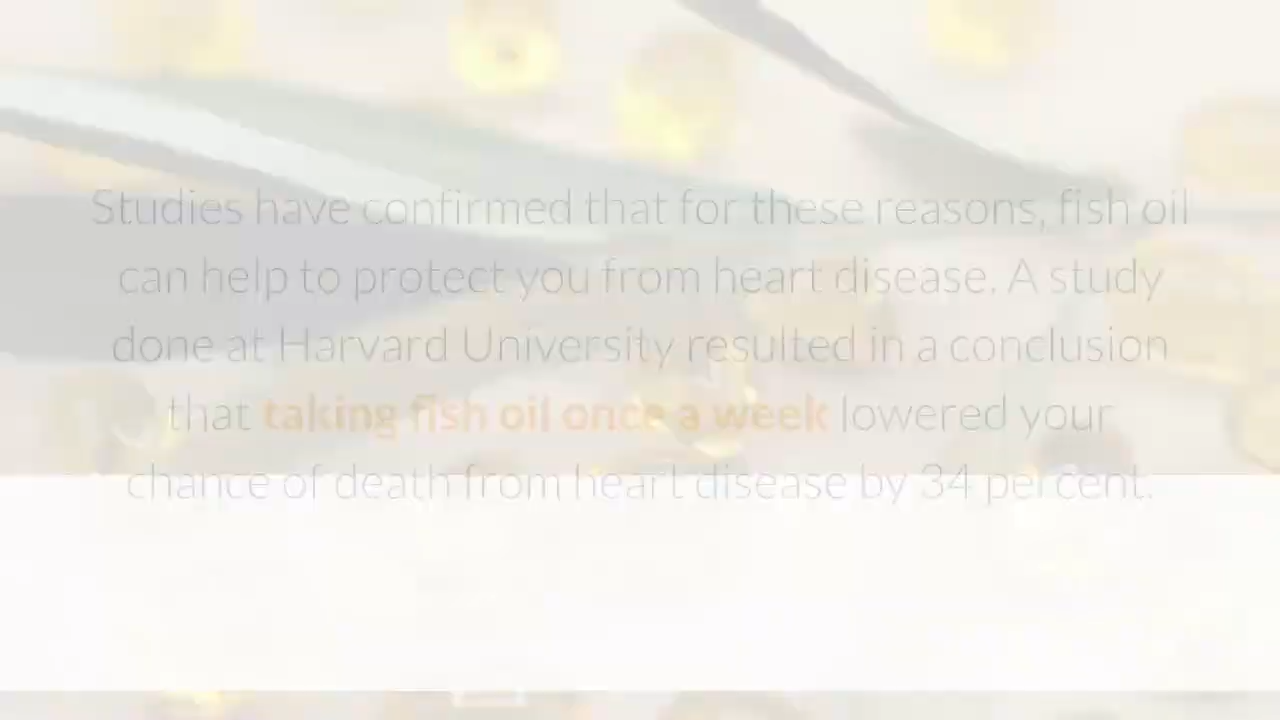 Studies have confirmed that for these reasons, fish oil
can help to protect you from heart disease. A study
done at Harvard University resulted in a conclusion
that taking fish oil once a week lowered your
chance of death from heart disease by 34 per cent.